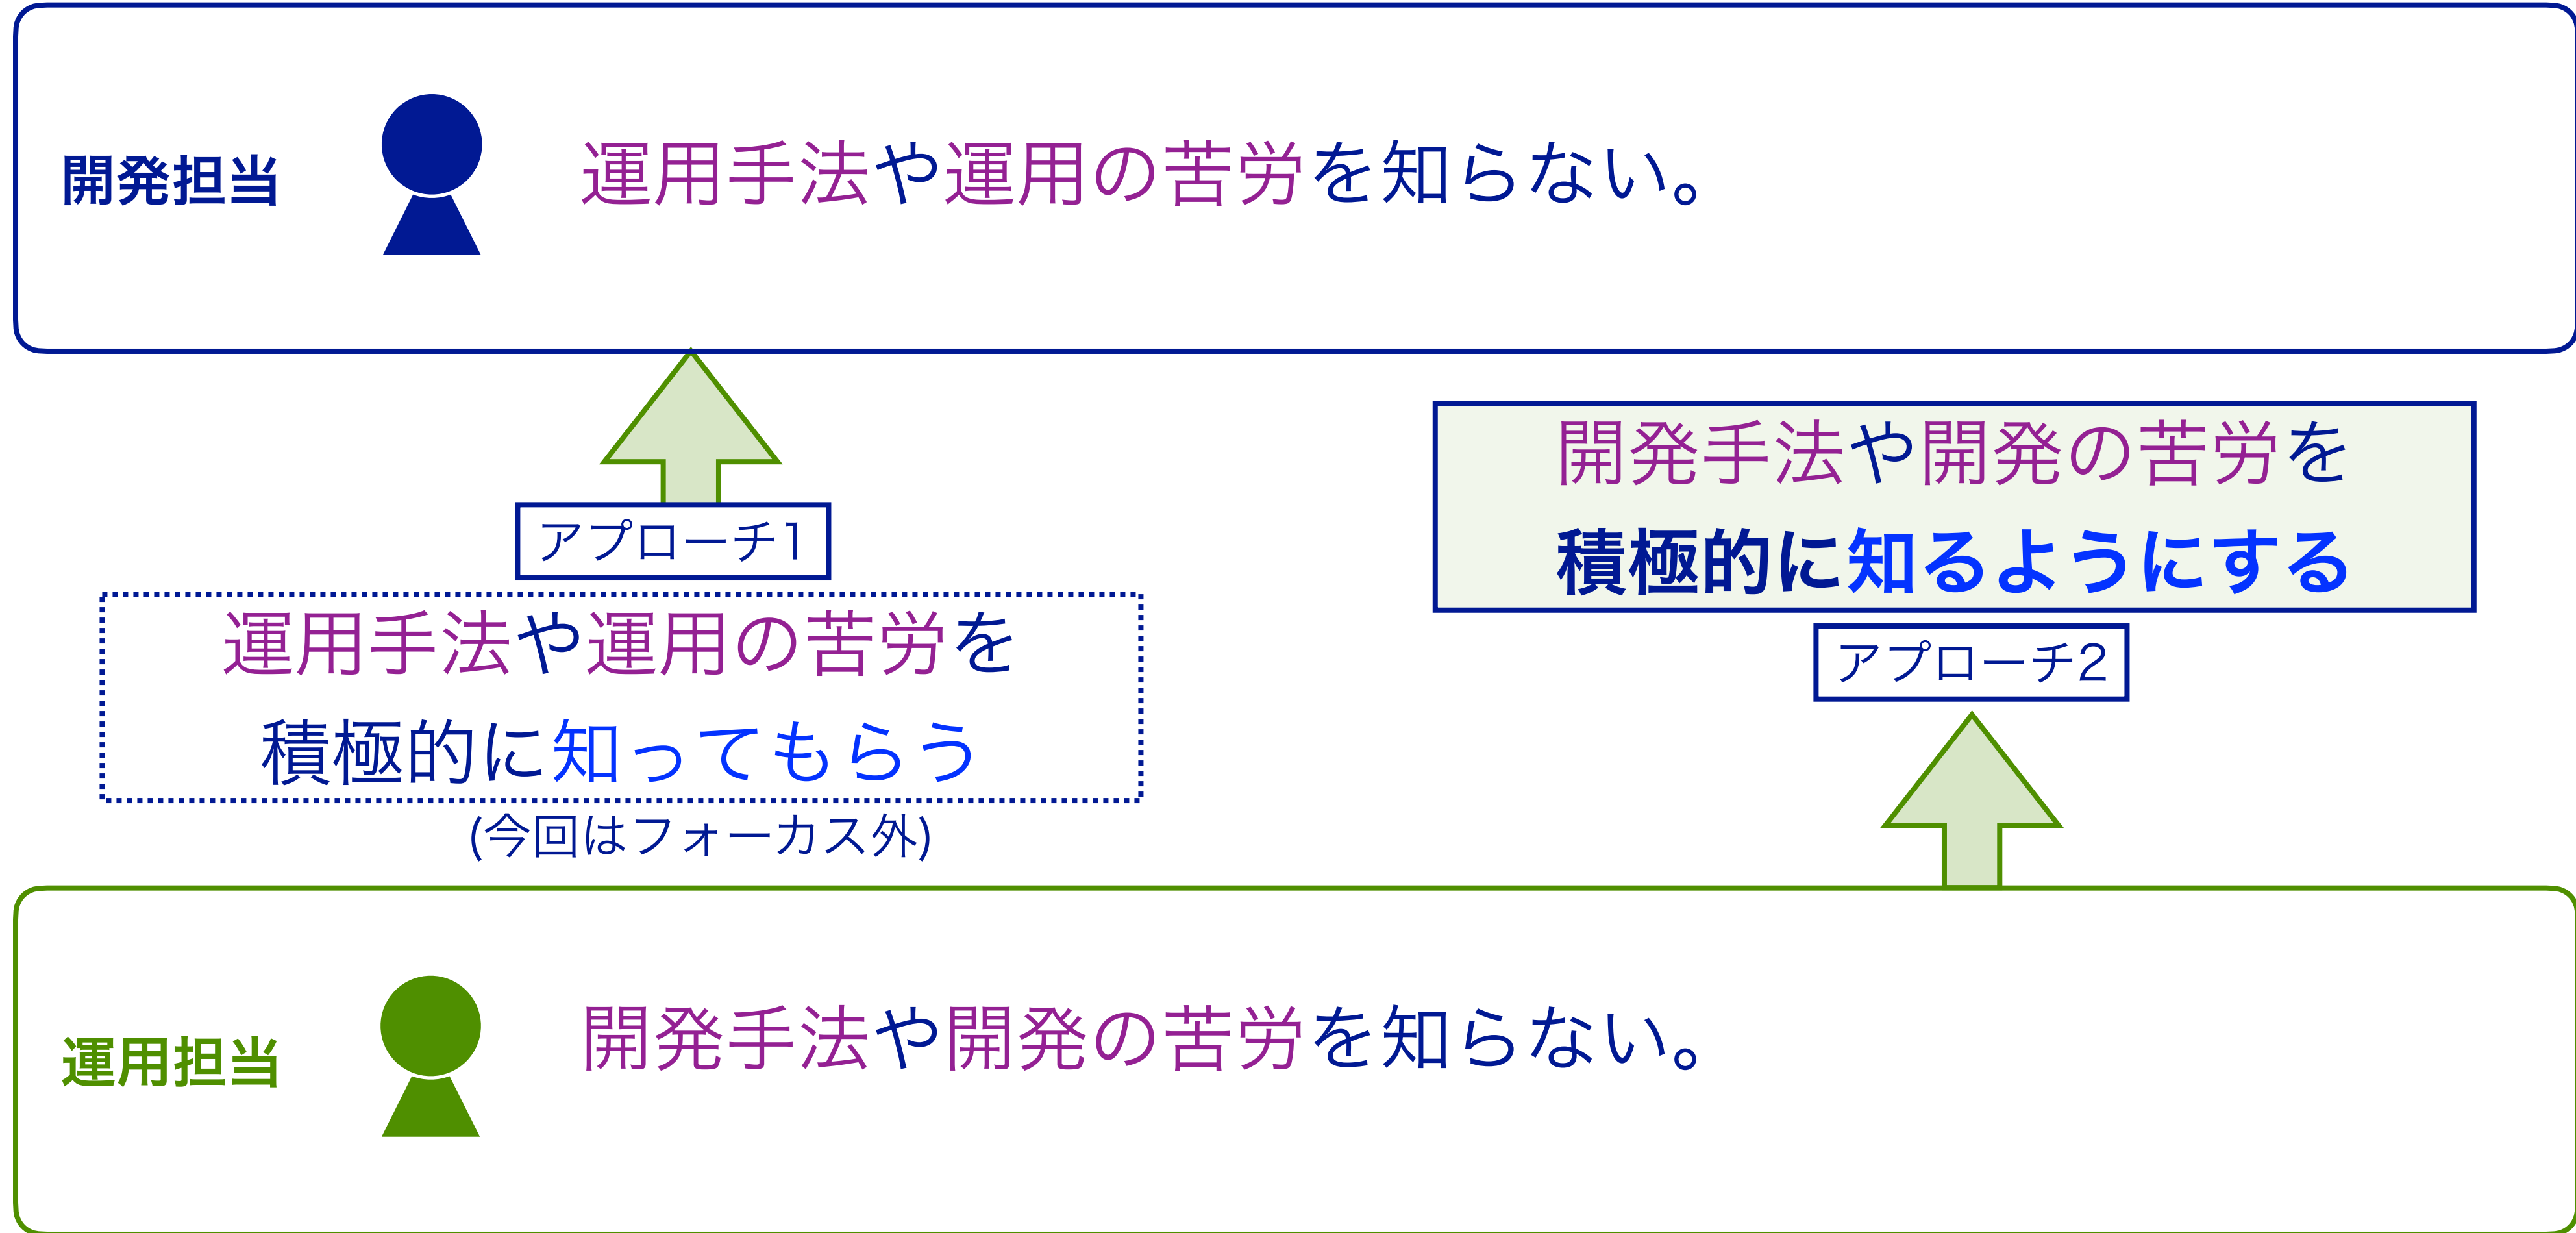 開発担当
運用手法や運用の苦労を知らない。
アプローチ1
運用手法や運用の苦労を
積極的に知ってもらう
(今回はフォーカス外)
開発手法や開発の苦労を
積極的に知るようにする
アプローチ2
運用担当
開発手法や開発の苦労を知らない。